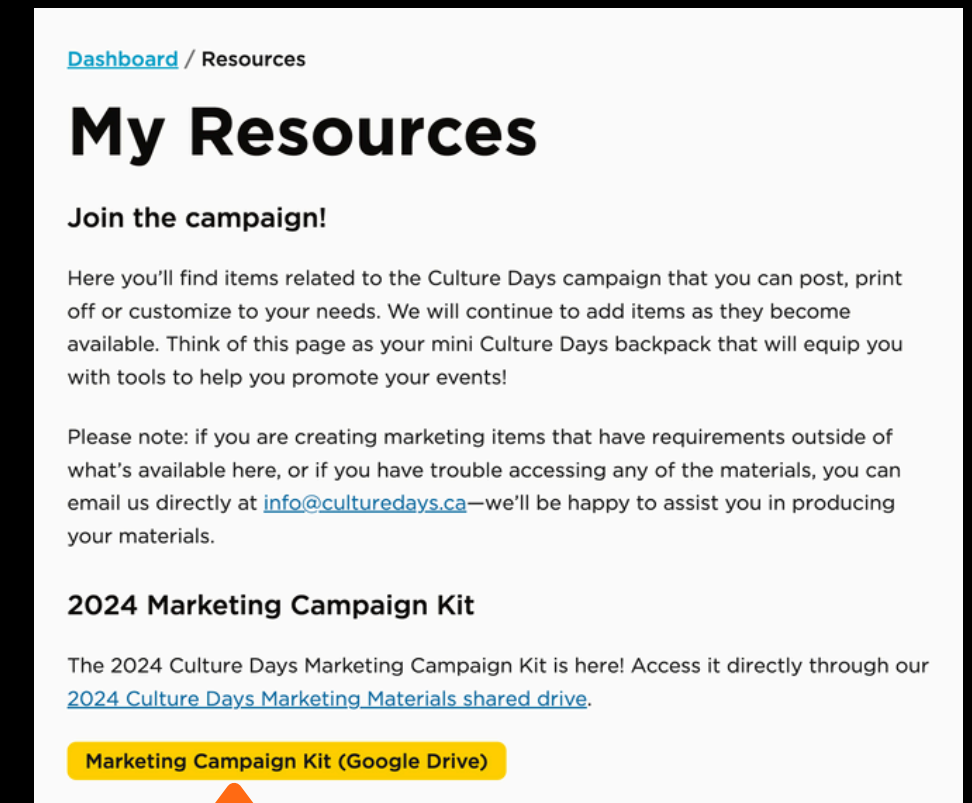 Dashboard / Resources
My Resources
Join the campaign!
Here you'll find items related to the Culture Days campaign that you can post, print
off or customize to your needs. We will continue to add items as they become
available. Think of this page as your mini Culture Days backpack that will equip you
with tools to help you promote your events!
Please note: if you are creating marketing items that have requirements outside of
what's available here, or if you have trouble accessing any of the materials, you can
email us directly at info@culturedays.ca—we'll be happy to assist you in producing
your materials.
2024 Marketing Campaign Kit
The 2024 Culture Days Marketing Campaign Kit is here! Access it directly through our
2024 Culture Days Marketing Materials shared drive.
Marketing Campaign Kit (Google Drive)